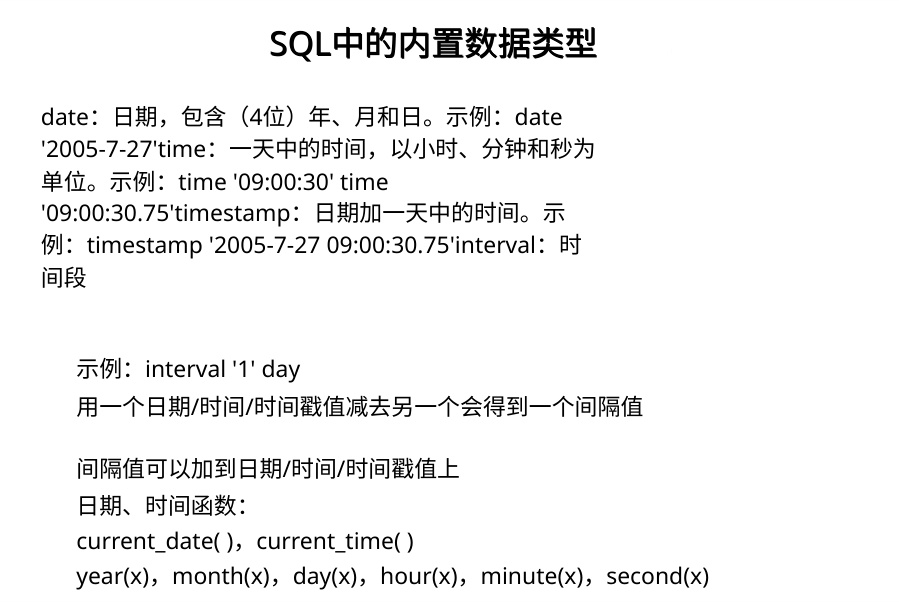 SQL中的内置数据类型
date：日期，包含（4位）年、月和日。示例：date
'2005-7-27'time：一天中的时间，以小时、分钟和秒为
单位。示例：time '09:00:30' time
'09:00:30.75'timestamp：日期加一天中的时间。示
例：timestamp '2005-7-27 09:00:30.75'interval：时
间段
示例：interval '1' day
用一个日期/时间/时间戳值减去另一个会得到一个间隔值
间隔值可以加到日期/时间/时间戳值上
日期、时间函数：
current_date( )，current_time( )
year(x)，month(x)，day(x)，hour(x)，minute(x)，second(x)